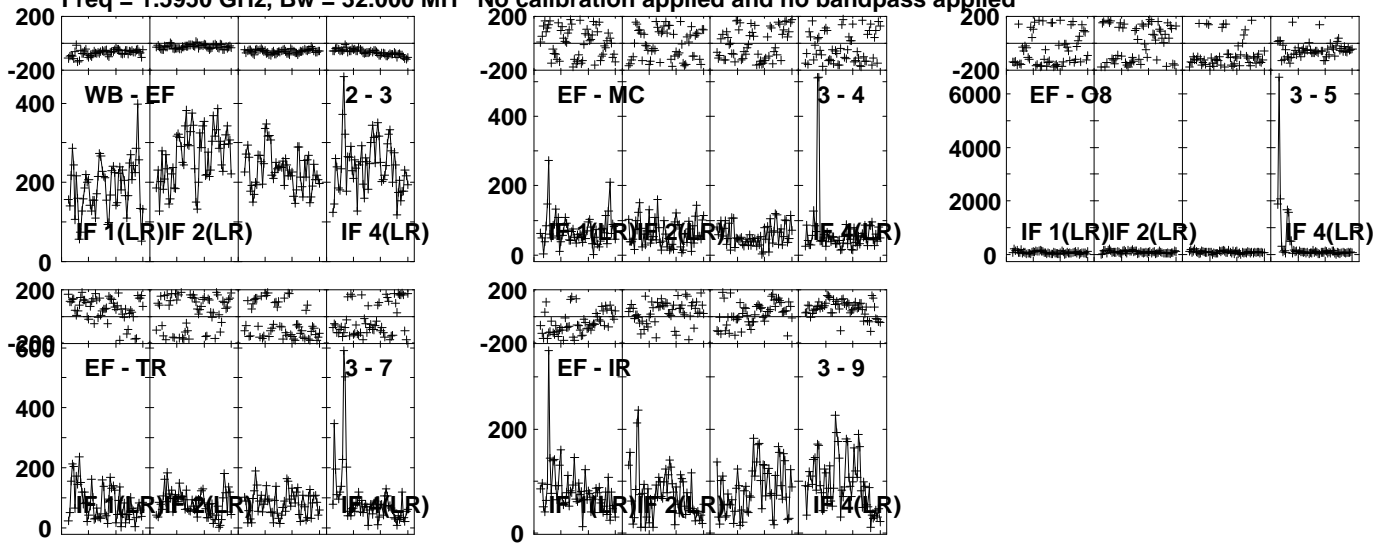 Freq = 1.5950 GHz, Bw = 32.000 MH No calibration applied and no bandpass applied
200
-200
WB - EF 2 - 3
400
200
0
IF 1(LR) IF 2(LR) IF 4(LR)
200
-200
EF - MC 3 - 4
400
200
0
IF 1(LR) IF 2(LR) IF 4(LR)
200
-200
EF - O8 3 - 5
6000
4000
2000
0
IF 1(LR) IF 2(LR) IF 4(LR)
200
-200
600
EF - TR 3 - 7
400
200
0
IF 1(LR) IF 2(LR) IF 4(LR)
200
-200
EF - IR 3 - 9
200
0
IF 1(LR) IF 2(LR) IF 4(LR)